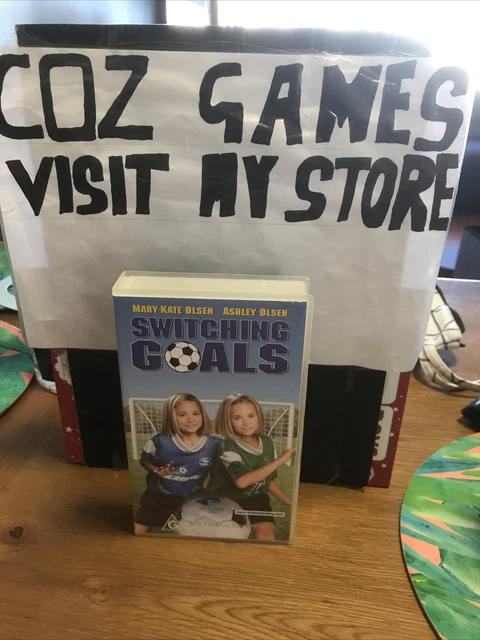 COZ GAMES
VISIT MY STORE
MARY-KATE OLSEN ASHLEY OLSEN
SWITCHING
GOALS
G